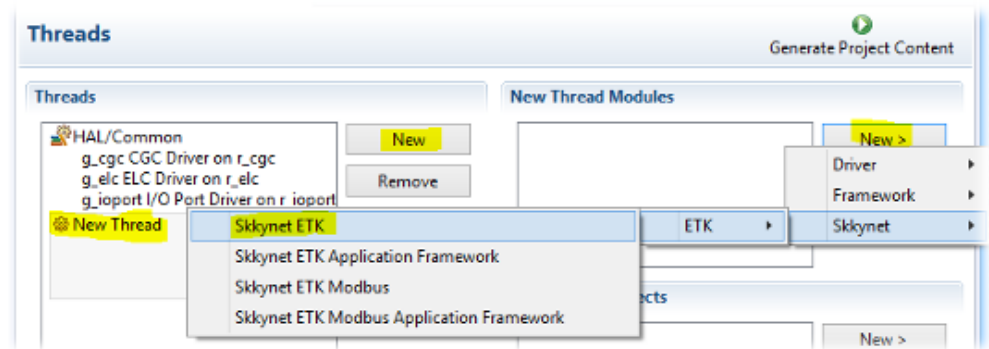 Threads
Generate Project Content
Threads
New Thread Modules
HAL/Common
g_cgc CGC Driver on r_cgc
g_elc ELC Driver on r_elc
g_ioport I/O Port Driver on r_ioport
New
Remove
New >
Driver
Framework
Skkynet
New Thread
ETK
Skkynet ETK
Skkynet ETK Application Framework
Skkynet ETK Modbus
Skkynet ETK Modbus Application Framework
New >